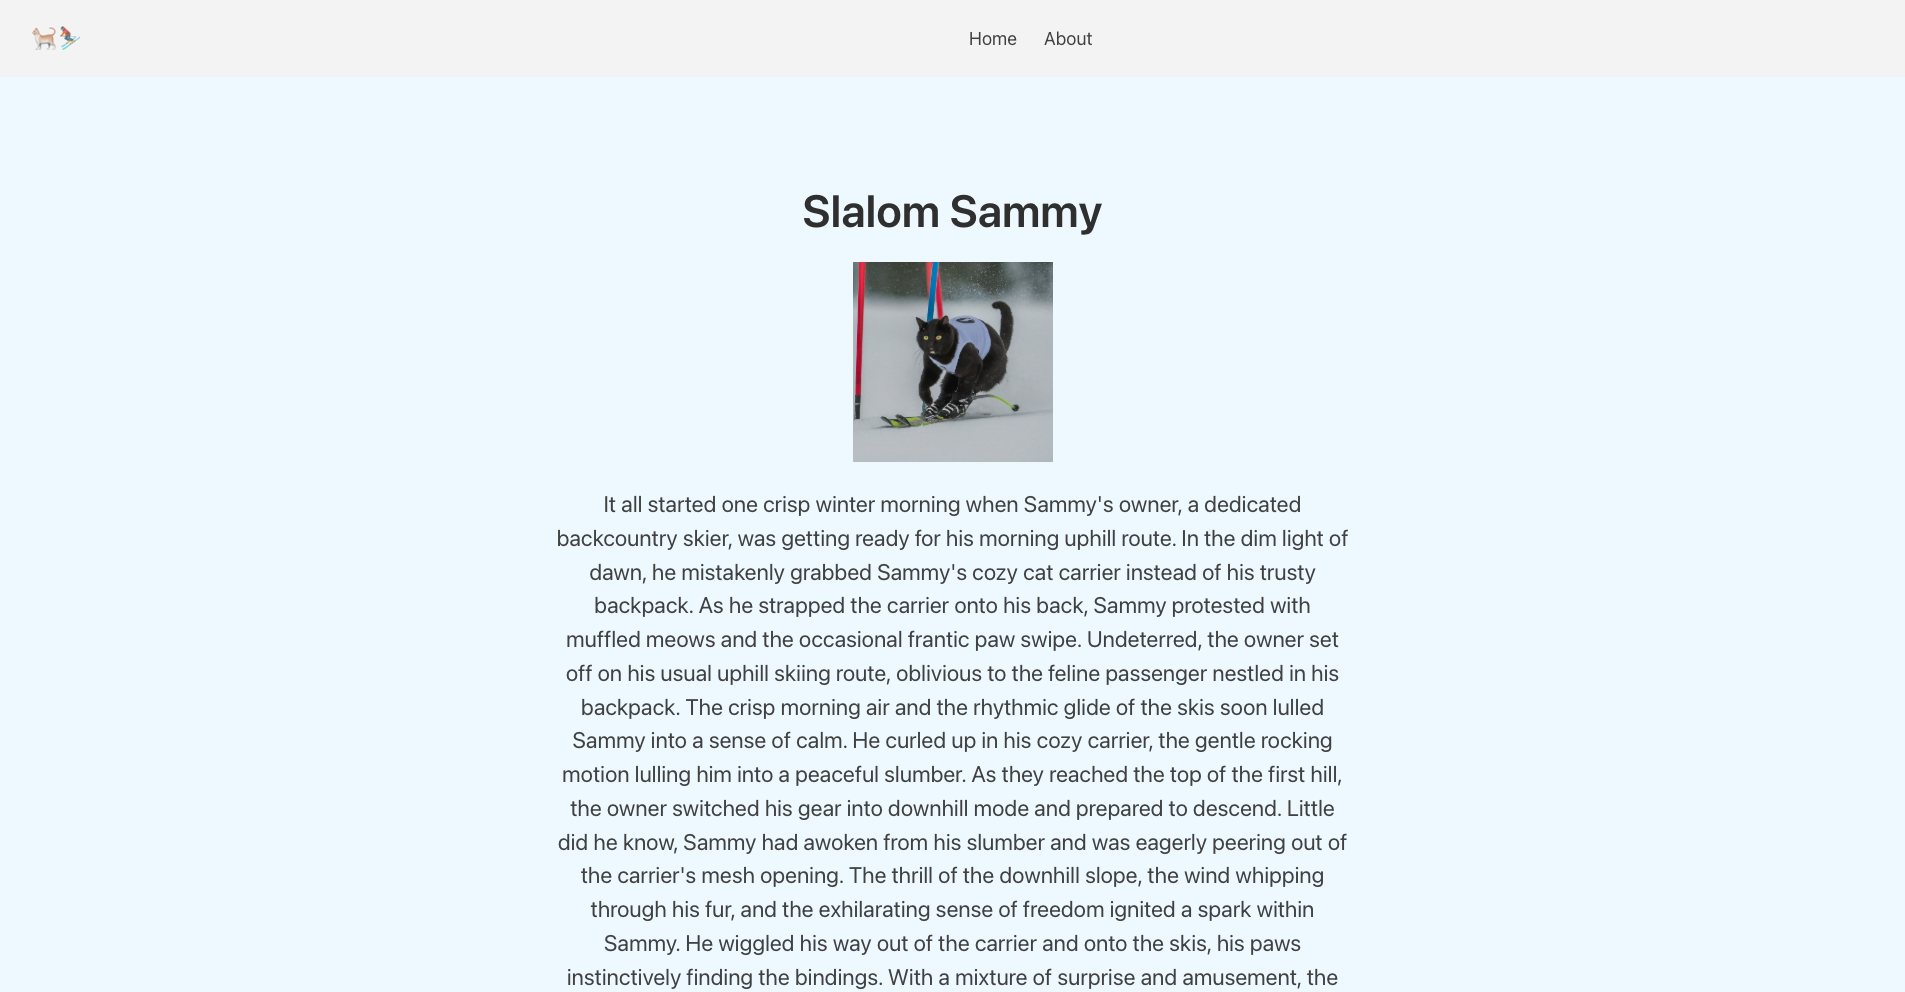 Home About
Slalom Sammy
It all started one crisp winter morning when Sammy's owner, a dedicated
backcountry skier, was getting ready for his morning uphill route. In the dim light of
dawn, he mistakenly grabbed Sammy's cozy cat carrier instead of his trusty
backpack. As he strapped the carrier onto his back, Sammy protested with
muffled meows and the occasional frantic paw swipe. Undeterred, the owner set
off on his usual uphill skiing route, oblivious to the feline passenger nestled in his
backpack. The crisp morning air and the rhythmic glide of the skis soon lulled
Sammy into a sense of calm. He curled up in his cozy carrier, the gentle rocking
motion lulling him into a peaceful slumber. As they reached the top of the first hill,
the owner switched his gear into downhill mode and prepared to descend. Little
did he know, Sammy had awoken from his slumber and was eagerly peering out of
the carrier's mesh opening. The thrill of the downhill slope, the wind whipping
through his fur, and the exhilarating sense of freedom ignited a spark within
Sammy. He wiggled his way out of the carrier and onto the skis, his paws
instinctively finding the bindings. With a mixture of surprise and amusement, the